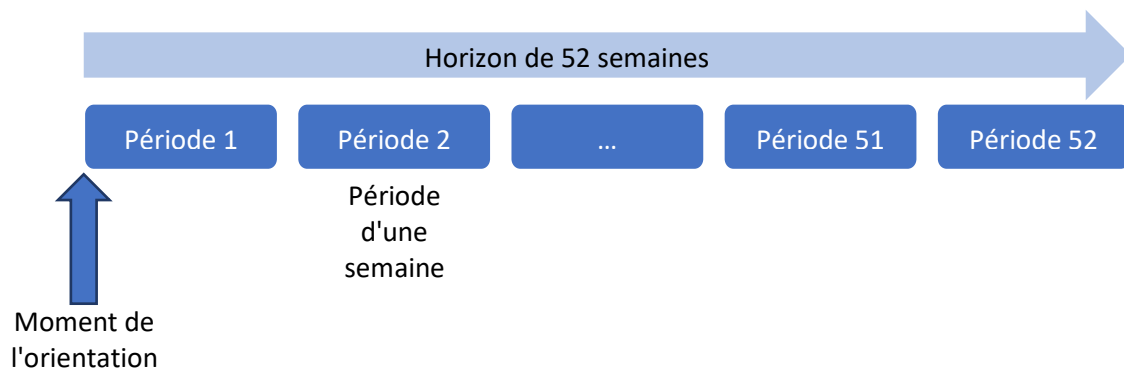 Horizon de 52 semaines
Période 1
Période 2
...
Période 51
Période 52
Période
d'une
semaine
Moment de
l'orientation